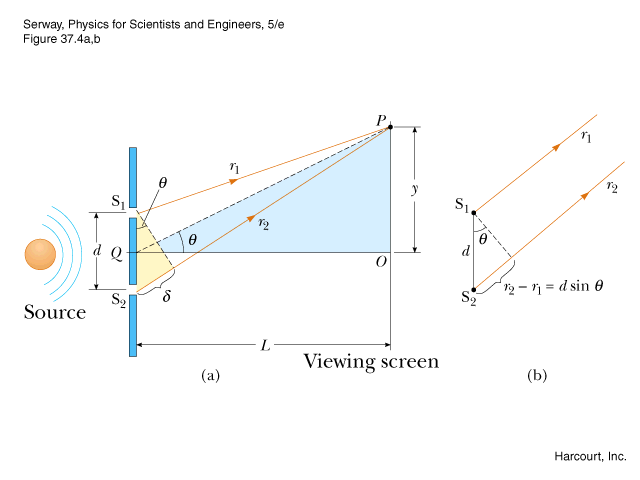 Serway, Physics for Scientists and Engineers, 5/e
Figure 37.4a,b
P
r₁
θ
S₁
r₂
y
d
Q
θ
O
S₂
δ
Source
L
Viewing screen
(a)
r₁
r₂
S₁
θ
d
S₂
r₂ – r₁ = d sin θ
(b)
Harcourt, Inc.